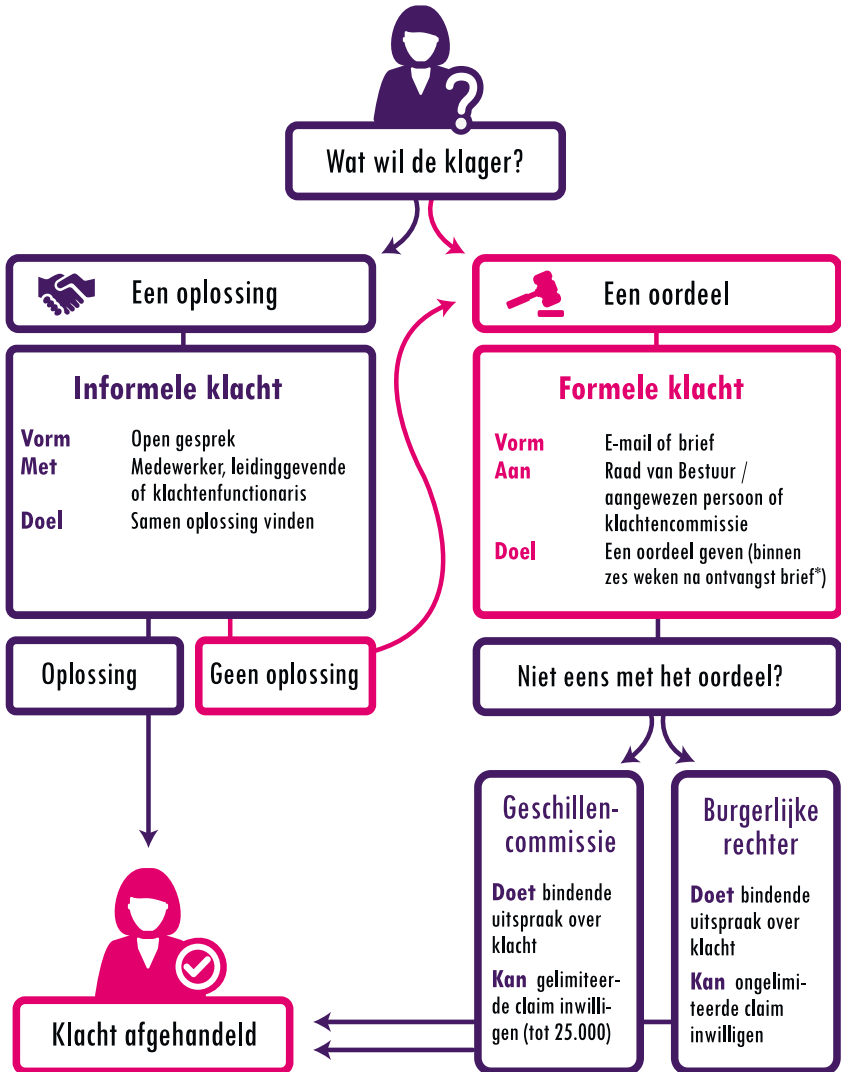 Wat wil de klager?
Een oplossing
Informele klacht
Vorm Open gesprek
Met Medewerker, leidinggevende
of klachtenfunctionaris
Doel Samen oplossing vinden
Oplossing
Geen oplossing
Een oordeel
Formele klacht
Vorm E-mail of brief
Aan Raad van Bestuur /
aangewezen persoon of
klachtencommissie
Doel Een oordeel geven (binnen
zes weken na ontvangst brief*)
Niet eens met het oordeel?
Geschillen-
commissie
Doet bindende
uitspraak over
klacht
Kan gelimiteer-
de claim inwilli-
gen (tot 25.000)
Burgerlijke
rechter
Doet bindende
uitspraak over
klacht
Kan ongelimi-
teerde claim
inwilligen
Klacht afgehandeld